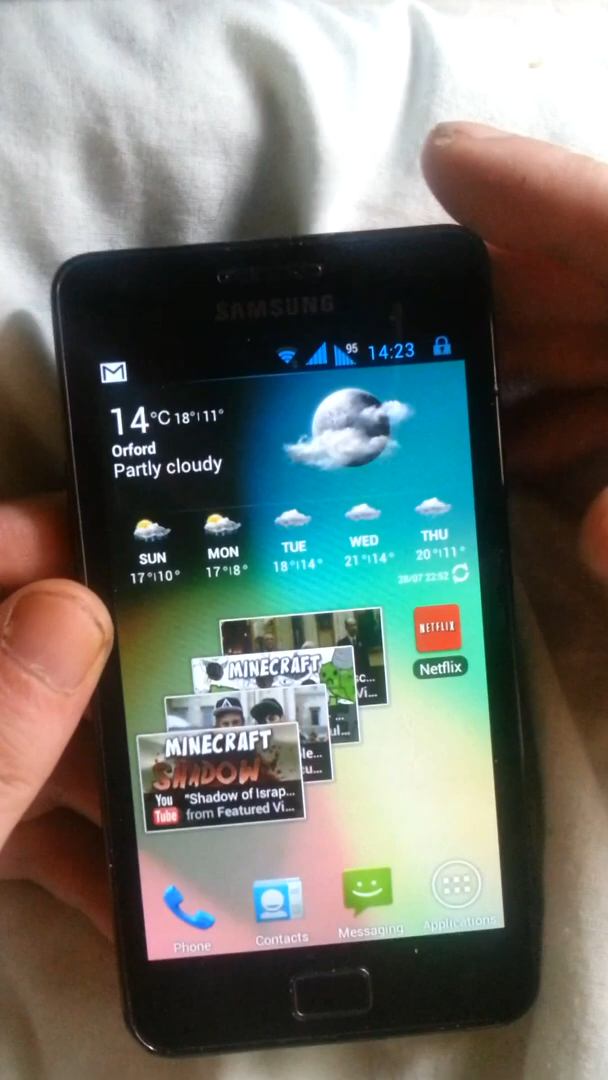 SAMSUNG
95 14:23
14°C 18°|11°
Orford
Partly cloudy
SUN MON TUE WED THU
17°|10° 17°|8° 18°|14° 21°|14° 20°|11°
28/07 22:52
NETFLIX
Netflix
MINECRAFT
MINECRAFT
SHADOW
You
Tube
"Shadow of Israp...
from Featured Vi...
Phone Contacts Messaging Applications